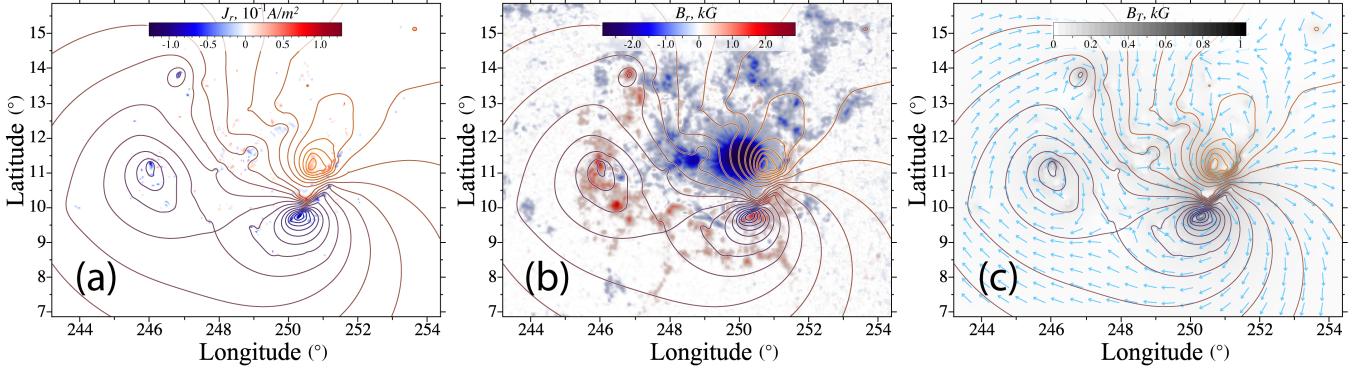 J_r, 10⁻¹ A/m²
-1.0 -0.5 0 0.5 1.0
15
14
13
12
11
10
9
8
7
Latitude (°)
(a)
244 246 248 250 252 254
Longitude (°)
B_r, kG
-2.0 -1.0 0 1.0 2.0
15
14
13
12
11
10
9
8
7
Latitude (°)
(b)
244 246 248 250 252 254
Longitude (°)
B_T, kG
0 0.2 0.4 0.6 0.8 1
15
14
13
12
11
10
9
8
7
Latitude (°)
(c)
244 246 248 250 252 254
Longitude (°)